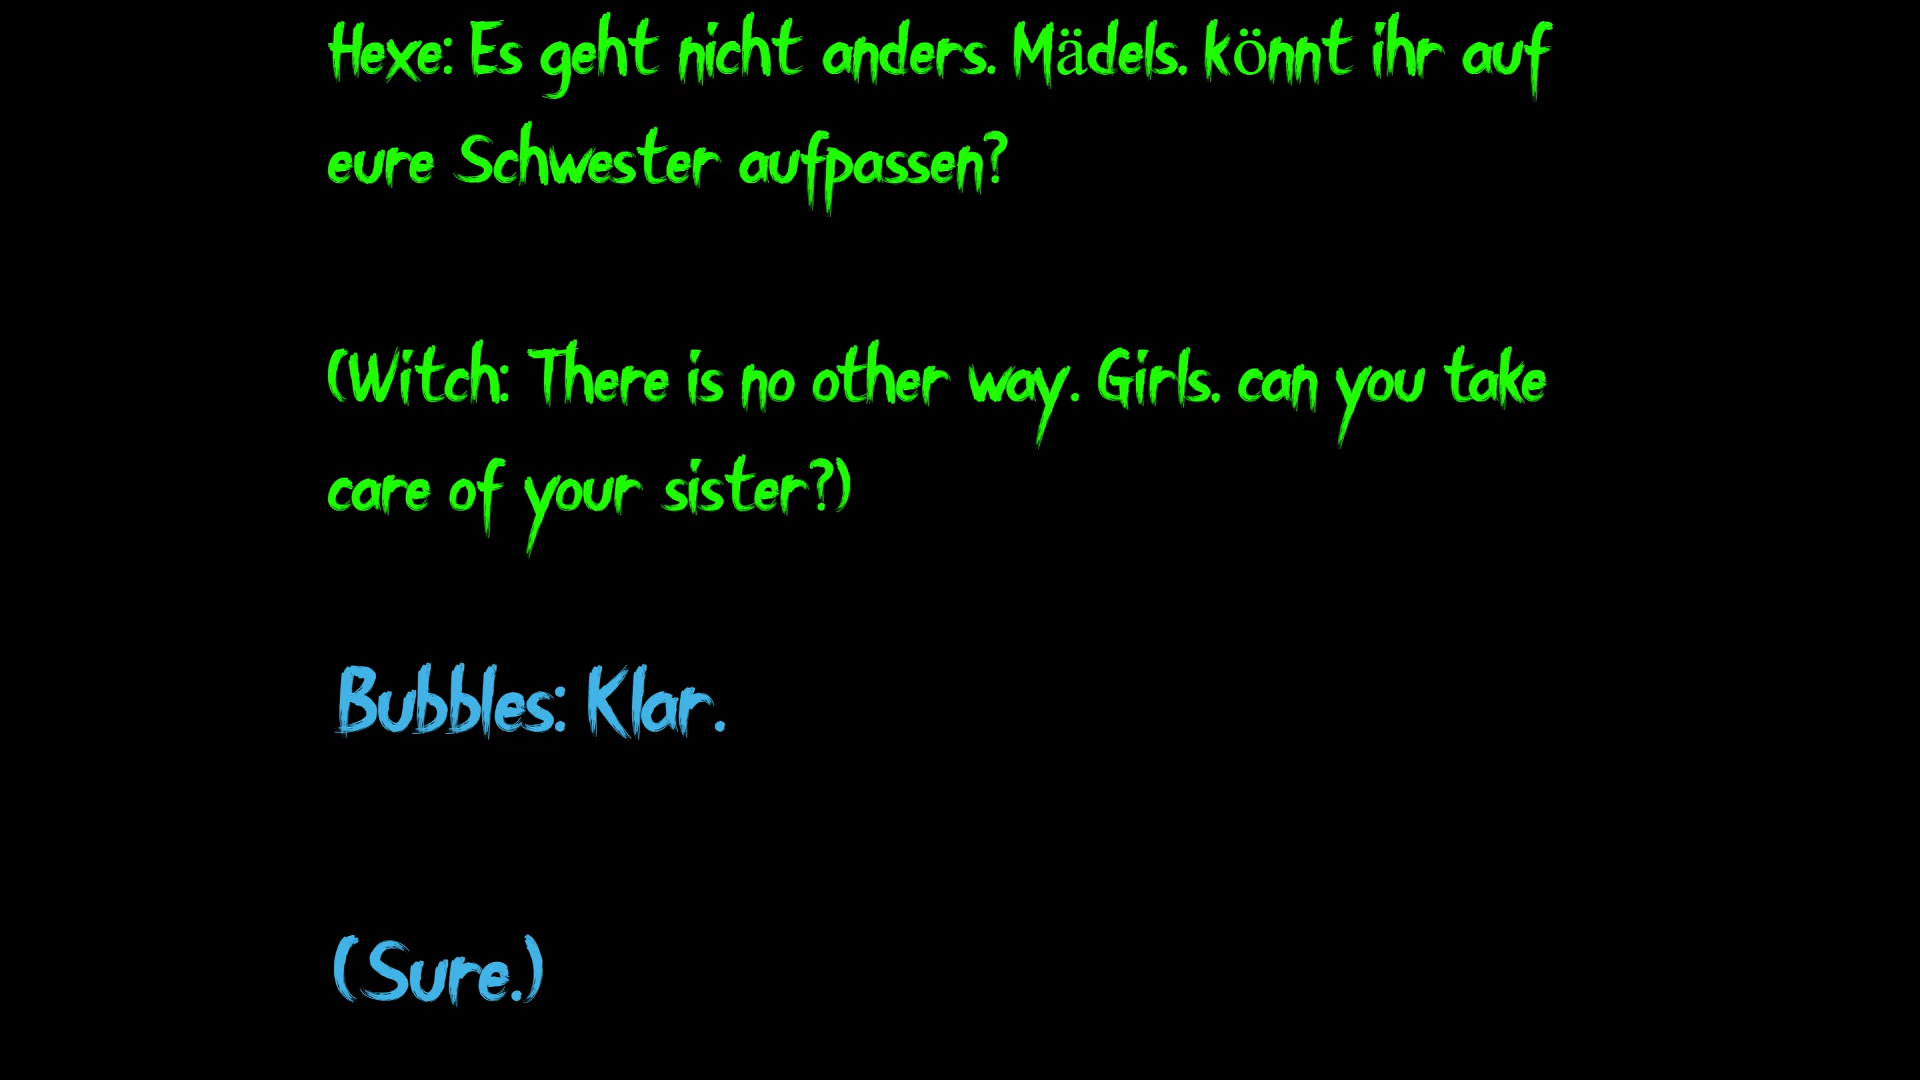 Hexe: Es geht nicht anders. Mädels. könnt ihr auf
eure Schwester aufpassen?
(Witch: There is no other way. Girls. can you take
care of your sister?)
Bubbles: Klar.
(Sure.)